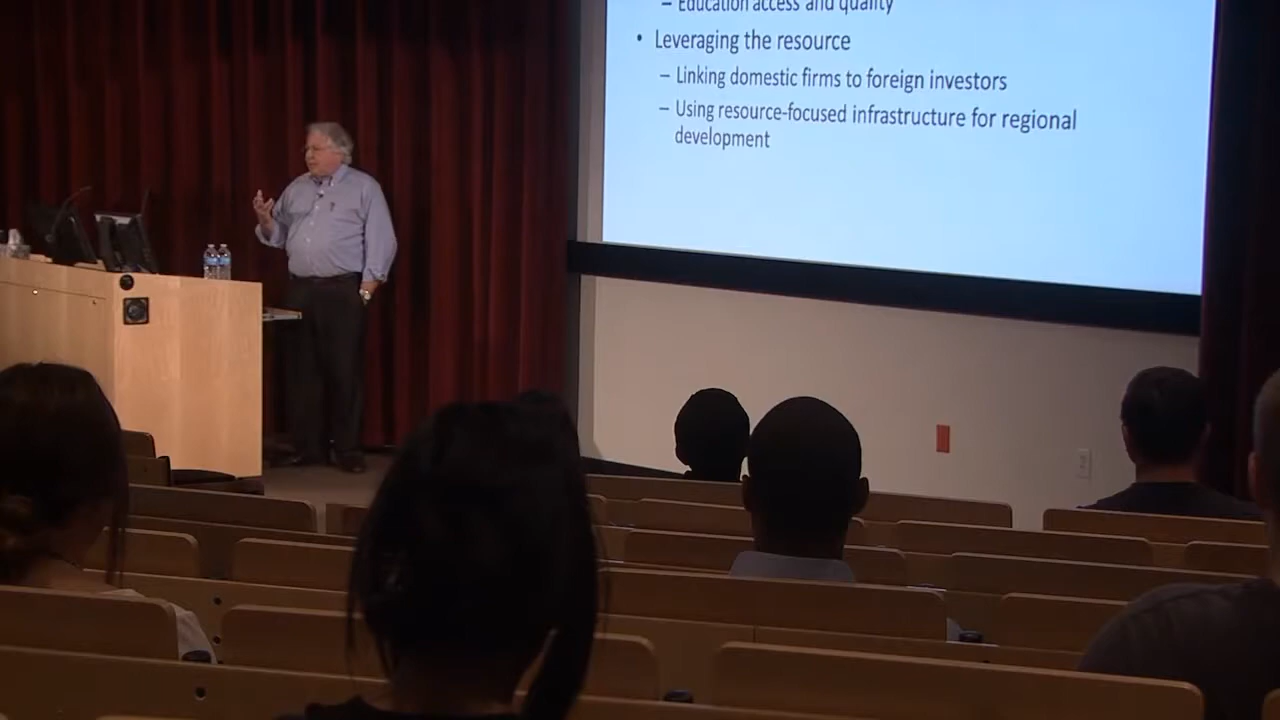 – Education access and quality
• Leveraging the resource
– Linking domestic firms to foreign investors
– Using resource-focused infrastructure for regional
development